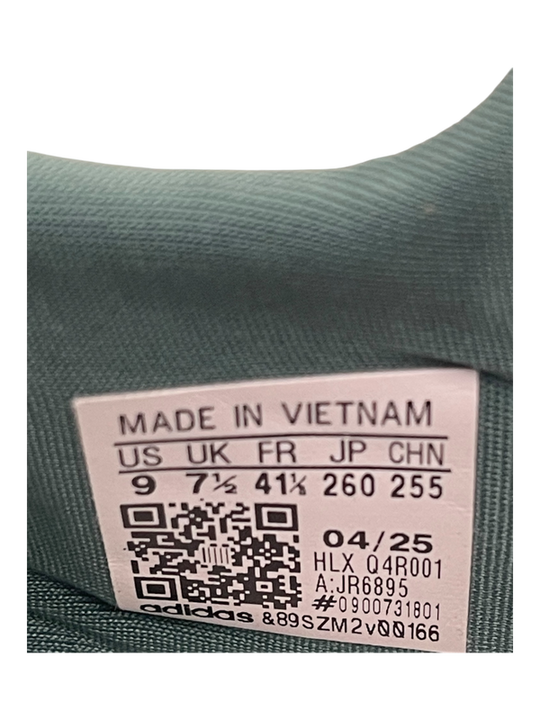 MADE IN VIETNAM
US UK FR JP CHN
9 7½ 41⅓ 260 255
04/25
HLX Q4R001
A:JR6895
#0900731801
adidas &89SZM2vQQ166